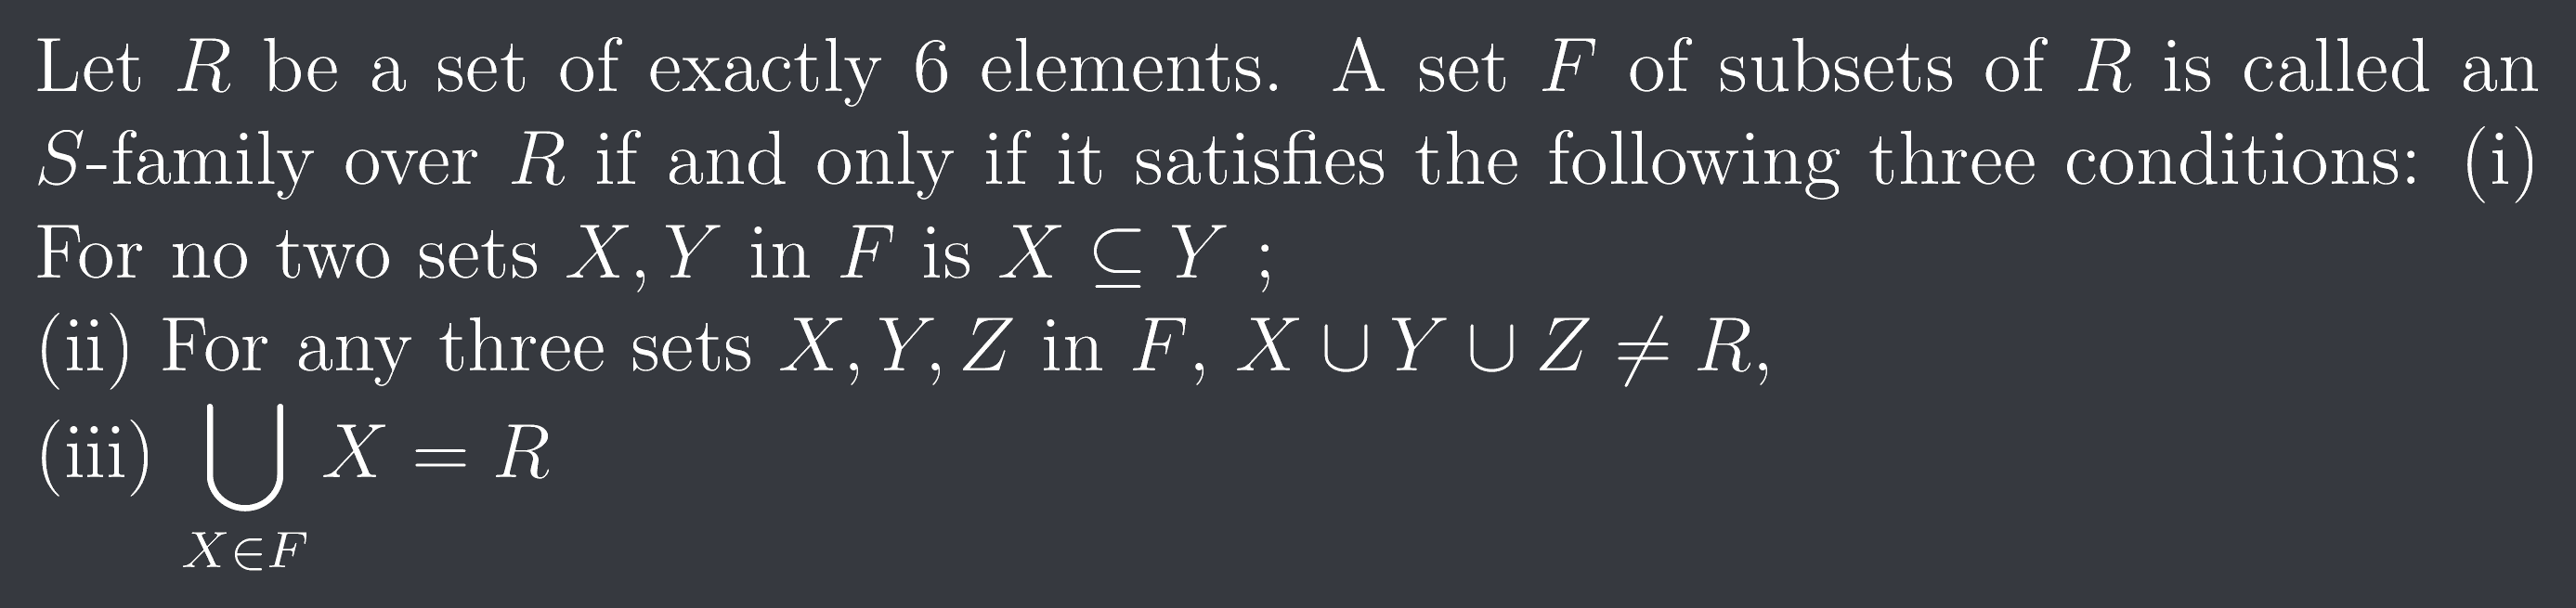 Let R be a set of exactly 6 elements. A set F of subsets of R is called an
S-family over R if and only if it satisfies the following three conditions: (i)
For no two sets X, Y in F is X ⊆ Y ;
(ii) For any three sets X, Y, Z in F, X ∪ Y ∪ Z ≠ R,
(iii) ⋃ X = R
X∈F